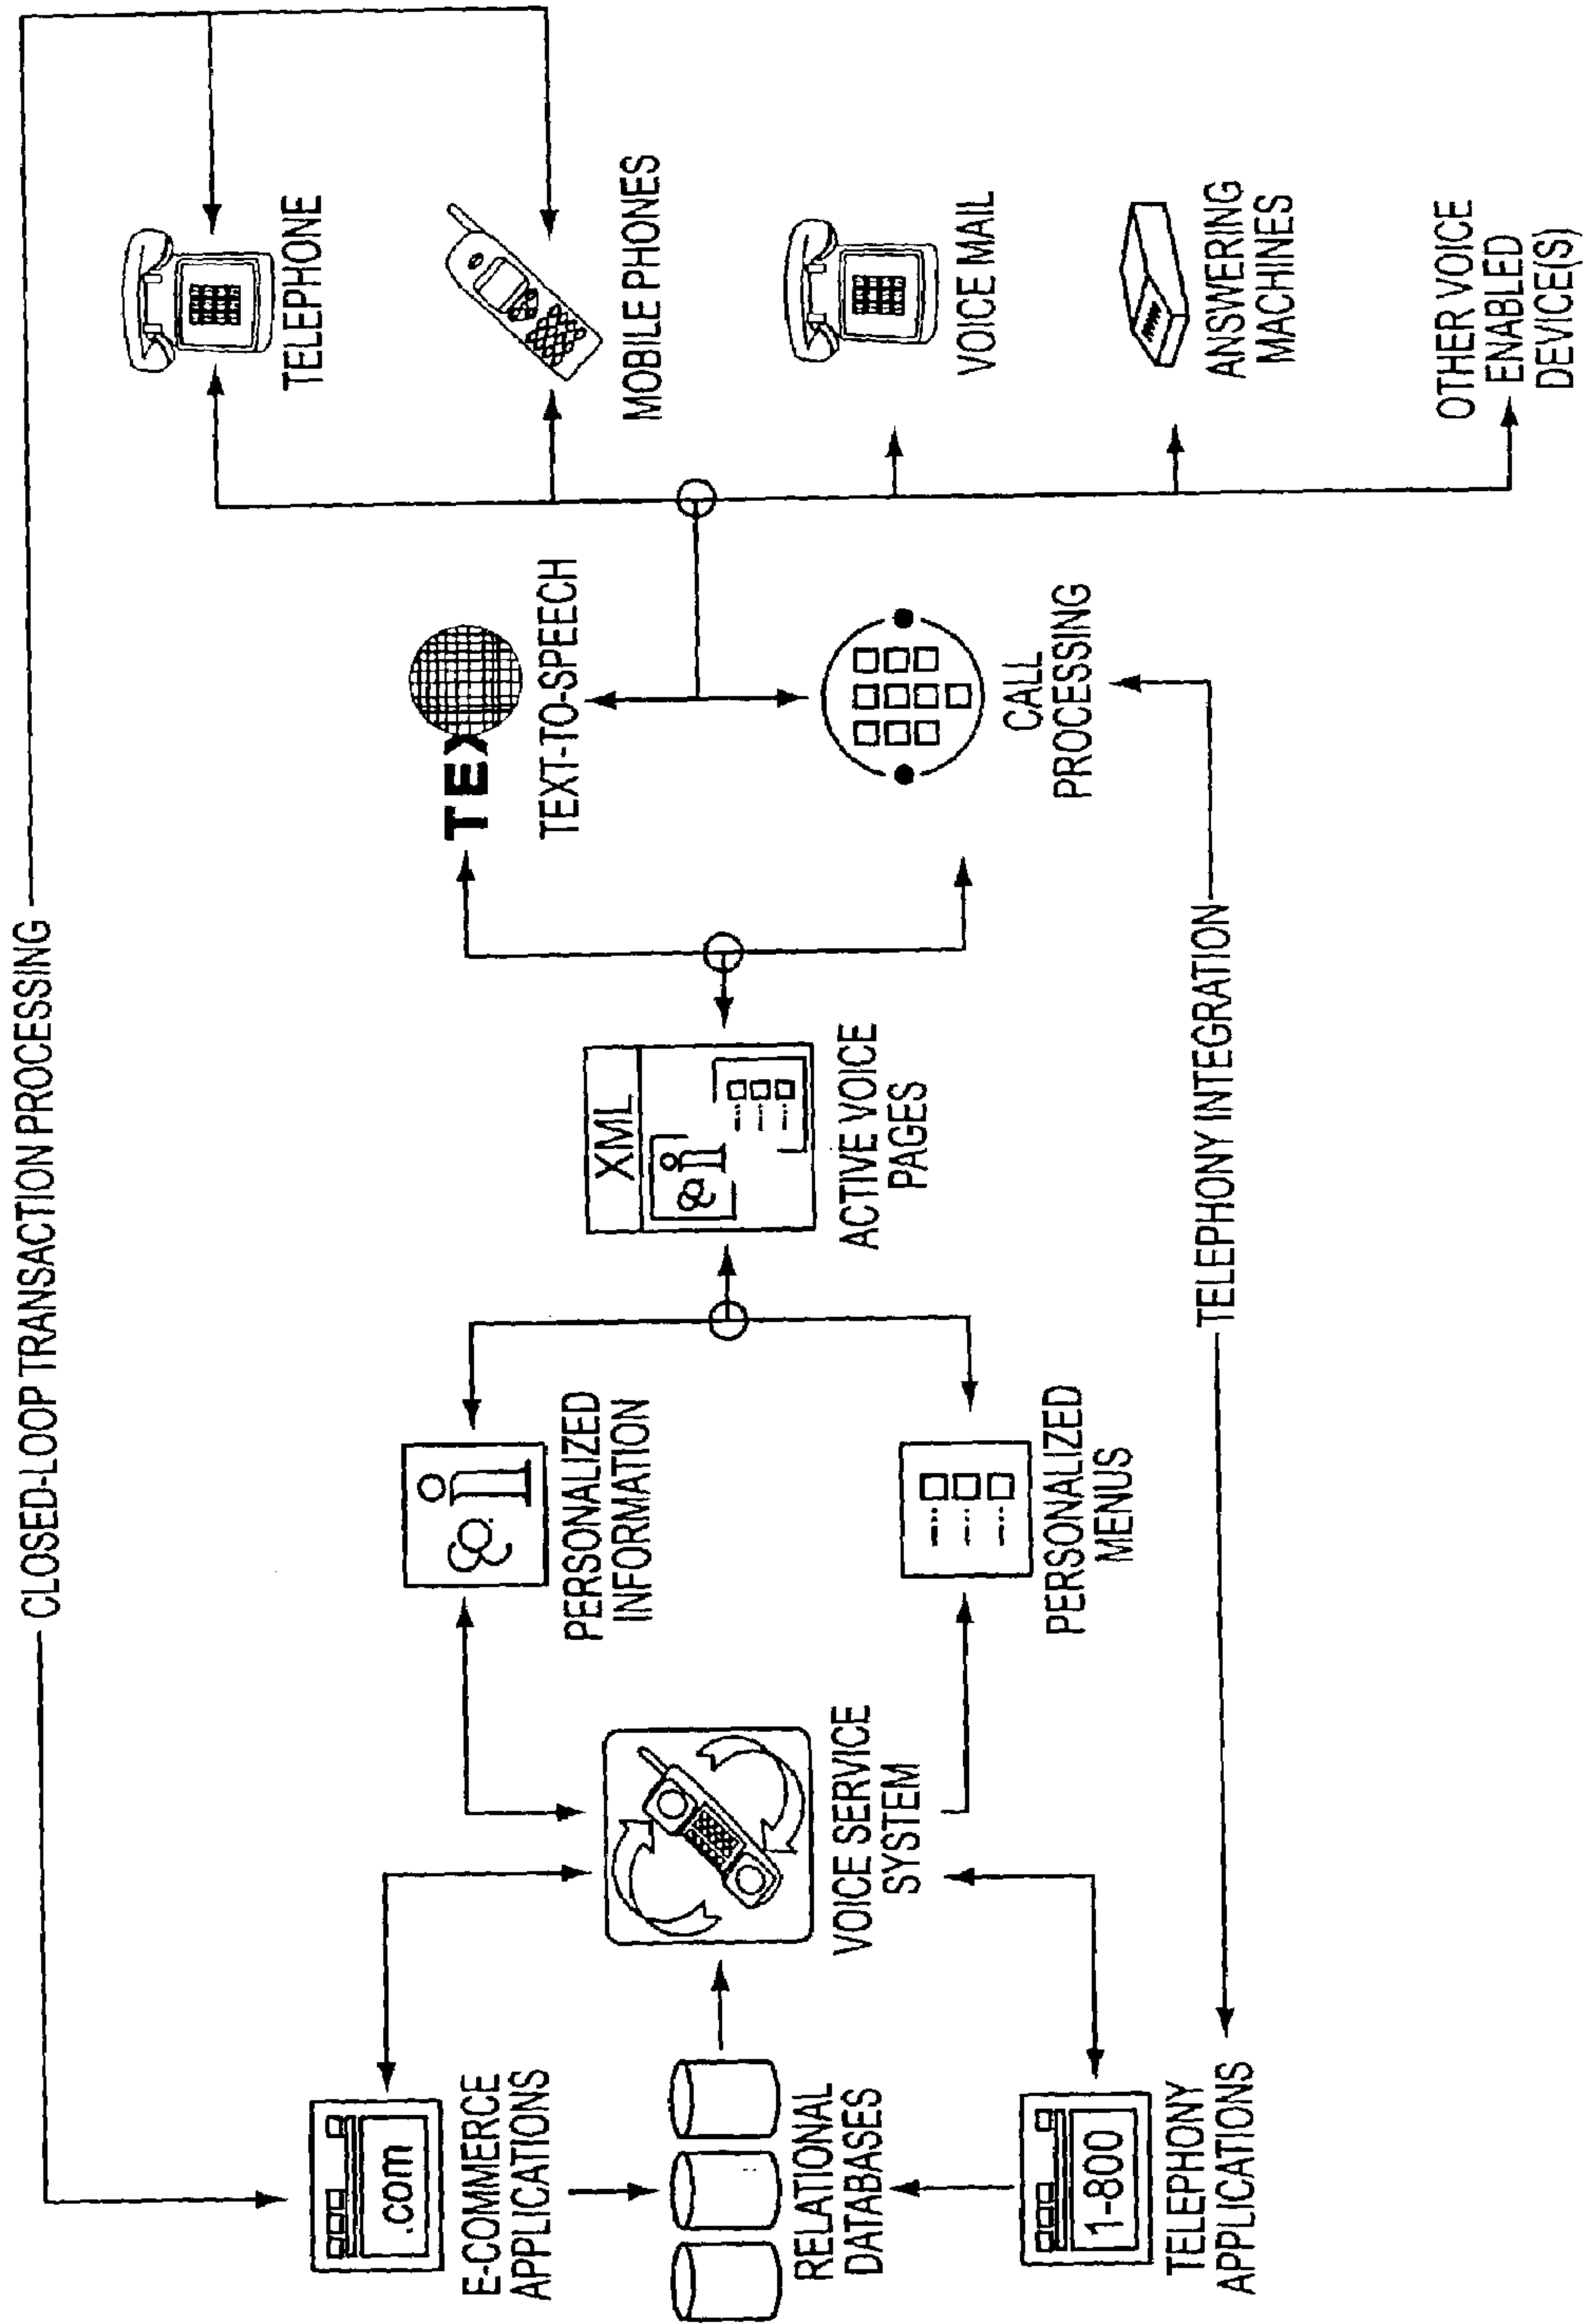 CLOSED-LOOP TRANSACTION PROCESSING
.com
E-COMMERCE
APPLICATIONS
RELATIONAL
DATABASES
1-800
TELEPHONY
APPLICATIONS
VOICE SERVICE
SYSTEM
PERSONALIZED
INFORMATION
PERSONALIZED
MENUS
XML
ACTIVE VOICE
PAGES
TEX
TEXT-TO-SPEECH
CALL
PROCESSING
TELEPHONY INTEGRATION
TELEPHONE
MOBILE PHONES
VOICE MAIL
ANSWERING
MACHINES
OTHER VOICE
ENABLED
DEVICE(S)